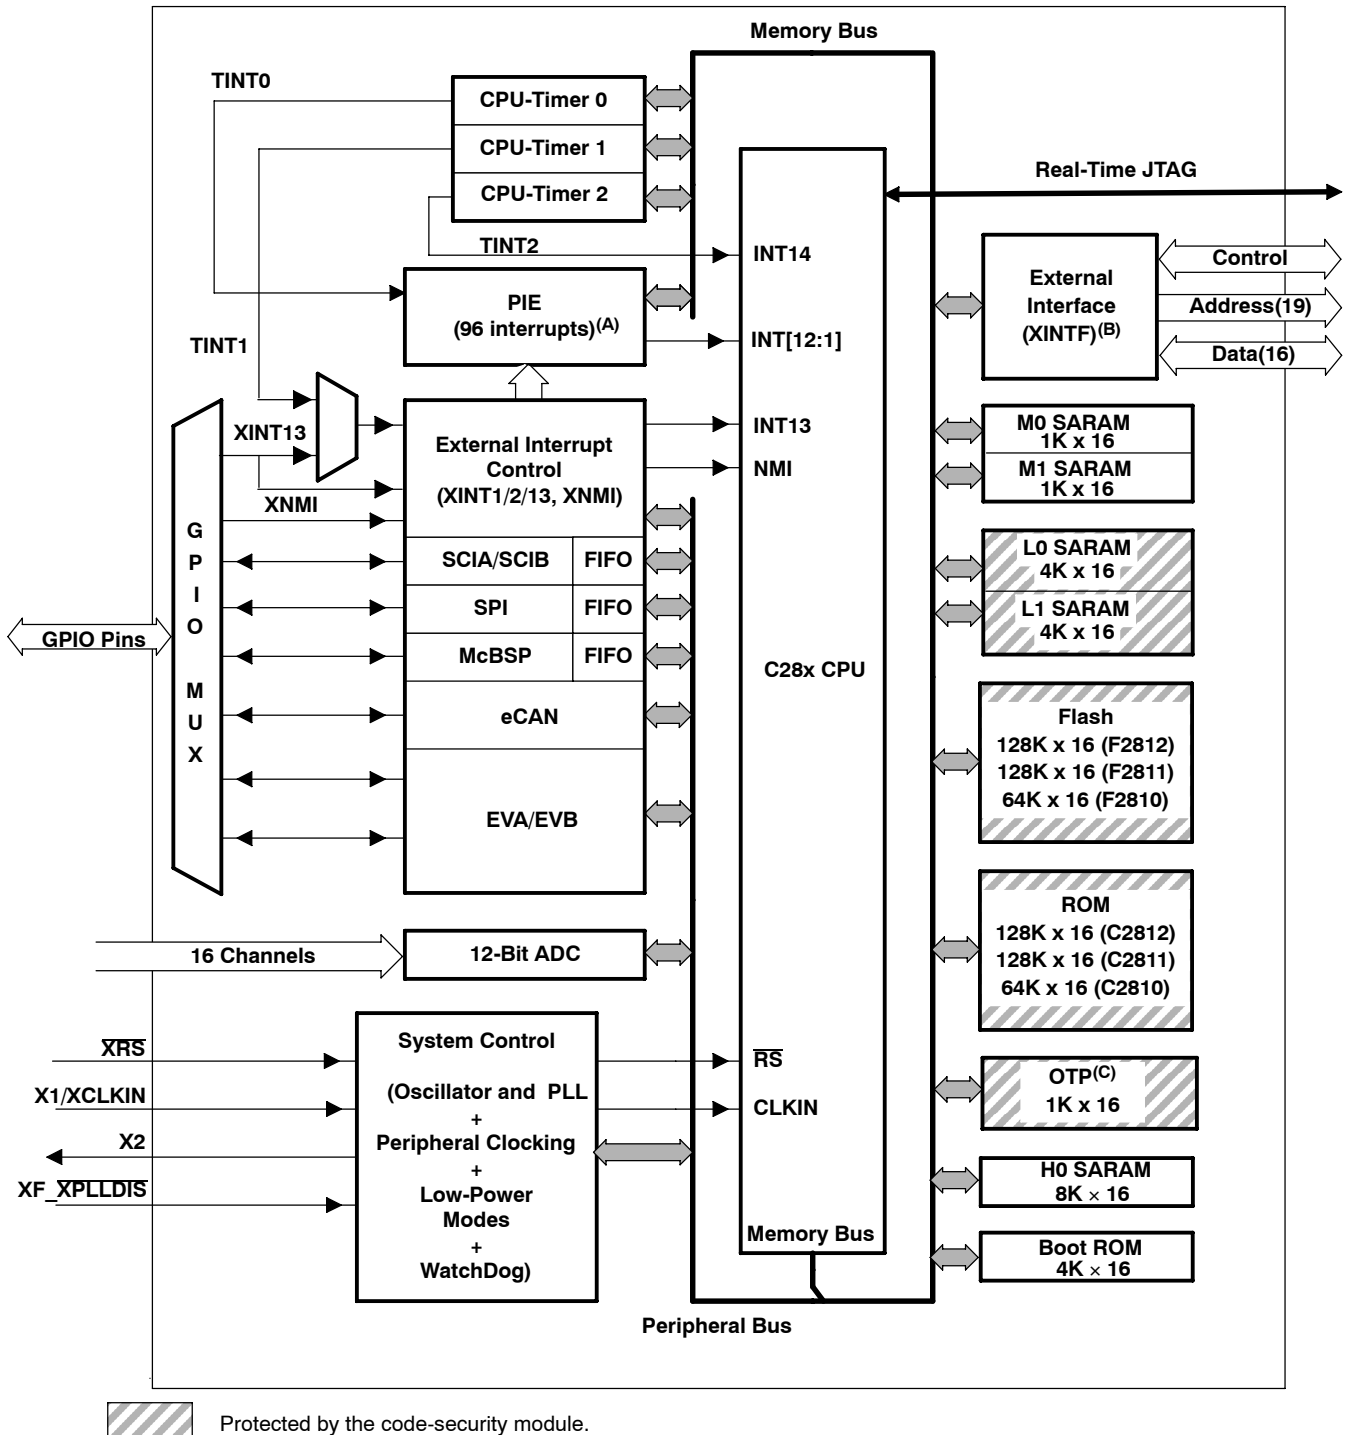 Memory Bus
TINT0
CPU-Timer 0
CPU-Timer 1
CPU-Timer 2
Real-Time JTAG
TINT2
INT14
PIE
(96 interrupts)(A)
INT[12:1]
External
Interface
(XINTF)(B)
Control
Address(19)
Data(16)
TINT1
XINT13
XNMI
External Interrupt
Control
(XINT1/2/13, XNMI)
INT13
NMI
M0 SARAM
1K x 16
M1 SARAM
1K x 16
L0 SARAM
4K x 16
L1 SARAM
4K x 16
G
P
I
O
M
U
X
GPIO Pins
SCIA/SCIB
FIFO
SPI
FIFO
McBSP
FIFO
eCAN
EVA/EVB
C28x CPU
Flash
128K x 16 (F2812)
128K x 16 (F2811)
64K x 16 (F2810)
ROM
128K x 16 (C2812)
128K x 16 (C2811)
64K x 16 (C2810)
16 Channels
12-Bit ADC
XRS
X1/XCLKIN
X2
XF_XPLLDIS
System Control
(Oscillator and PLL
+
Peripheral Clocking
+
Low-Power
Modes
+
WatchDog)
RS
CLKIN
OTP(C)
1K x 16
H0 SARAM
8K × 16
Boot ROM
4K × 16
Memory Bus
Peripheral Bus
Protected by the code-security module.